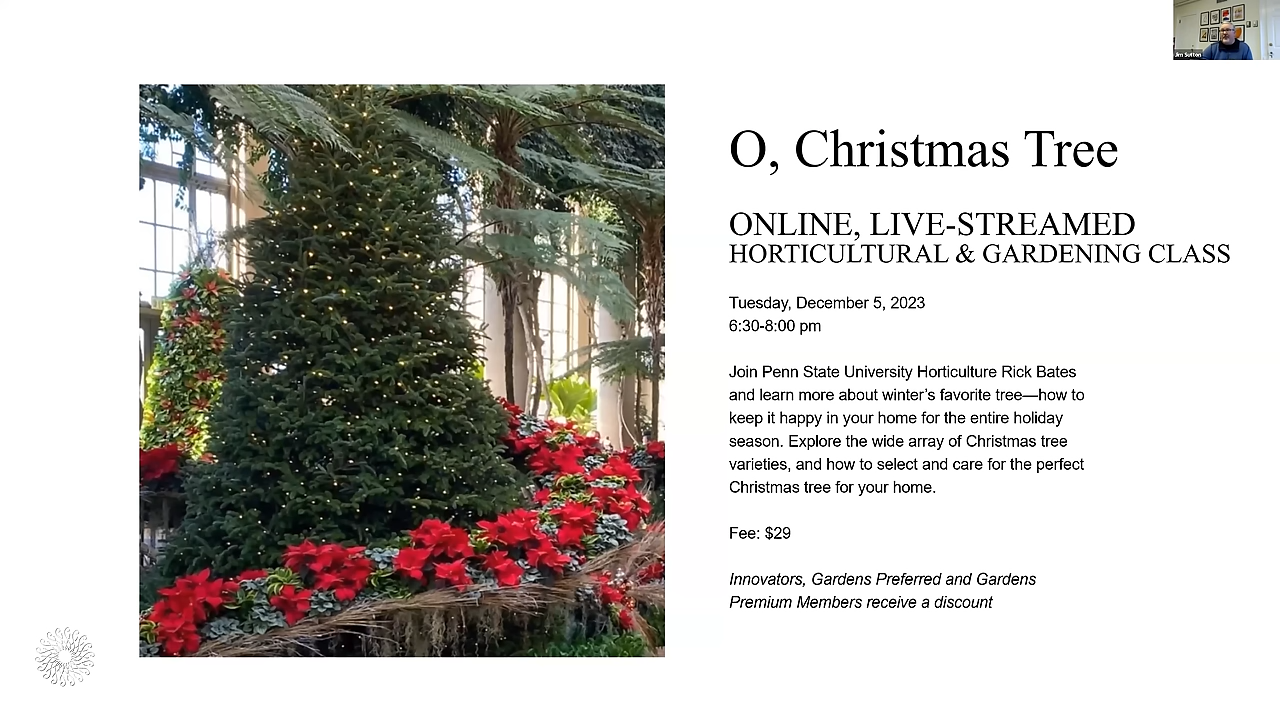 Jim Sutton
O, Christmas Tree
ONLINE, LIVE-STREAMED
HORTICULTURAL & GARDENING CLASS
Tuesday, December 5, 2023
6:30-8:00 pm
Join Penn State University Horticulture Rick Bates
and learn more about winter’s favorite tree—how to
keep it happy in your home for the entire holiday
season. Explore the wide array of Christmas tree
varieties, and how to select and care for the perfect
Christmas tree for your home.
Fee: $29
Innovators, Gardens Preferred and Gardens
Premium Members receive a discount